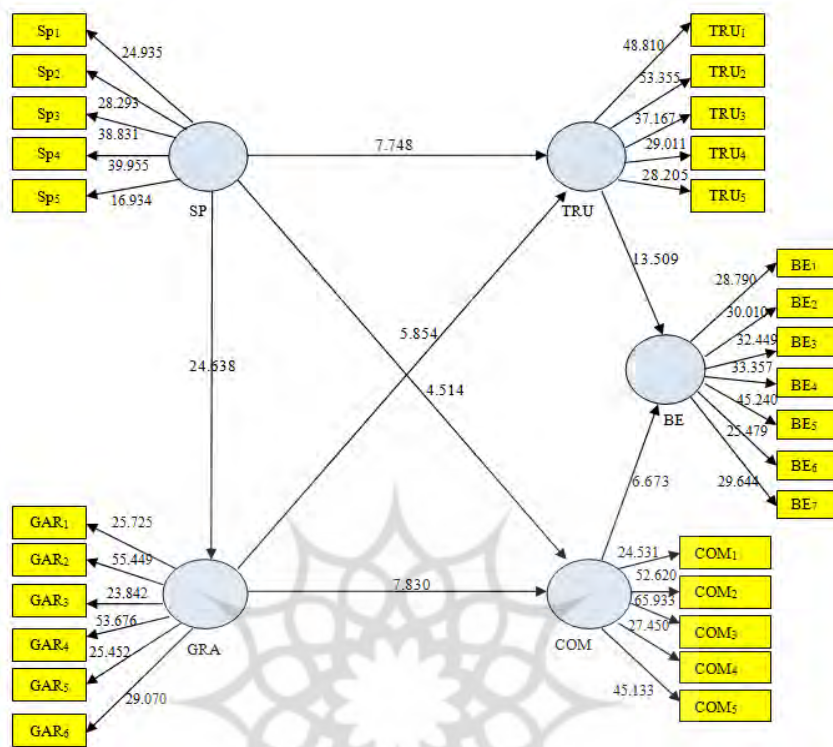 Sp1
Sp2
Sp3
Sp4
Sp5
24.935
28.293
38.831
39.955
16.934
SP
7.748
TRU
48.810
53.355
37.167
29.011
28.205
TRU1
TRU2
TRU3
TRU4
TRU5
24.638
5.854
4.514
13.509
BE
6.673
28.790
30.010
32.449
33.357
45.240
25.479
29.644
BE1
BE2
BE3
BE4
BE5
BE6
BE7
GAR1
GAR2
GAR3
GAR4
GAR5
GAR6
25.725
55.449
23.842
53.676
25.452
29.070
GRA
7.830
COM
24.531
52.620
65.933
27.450
45.133
COM1
COM2
COM3
COM4
COM5